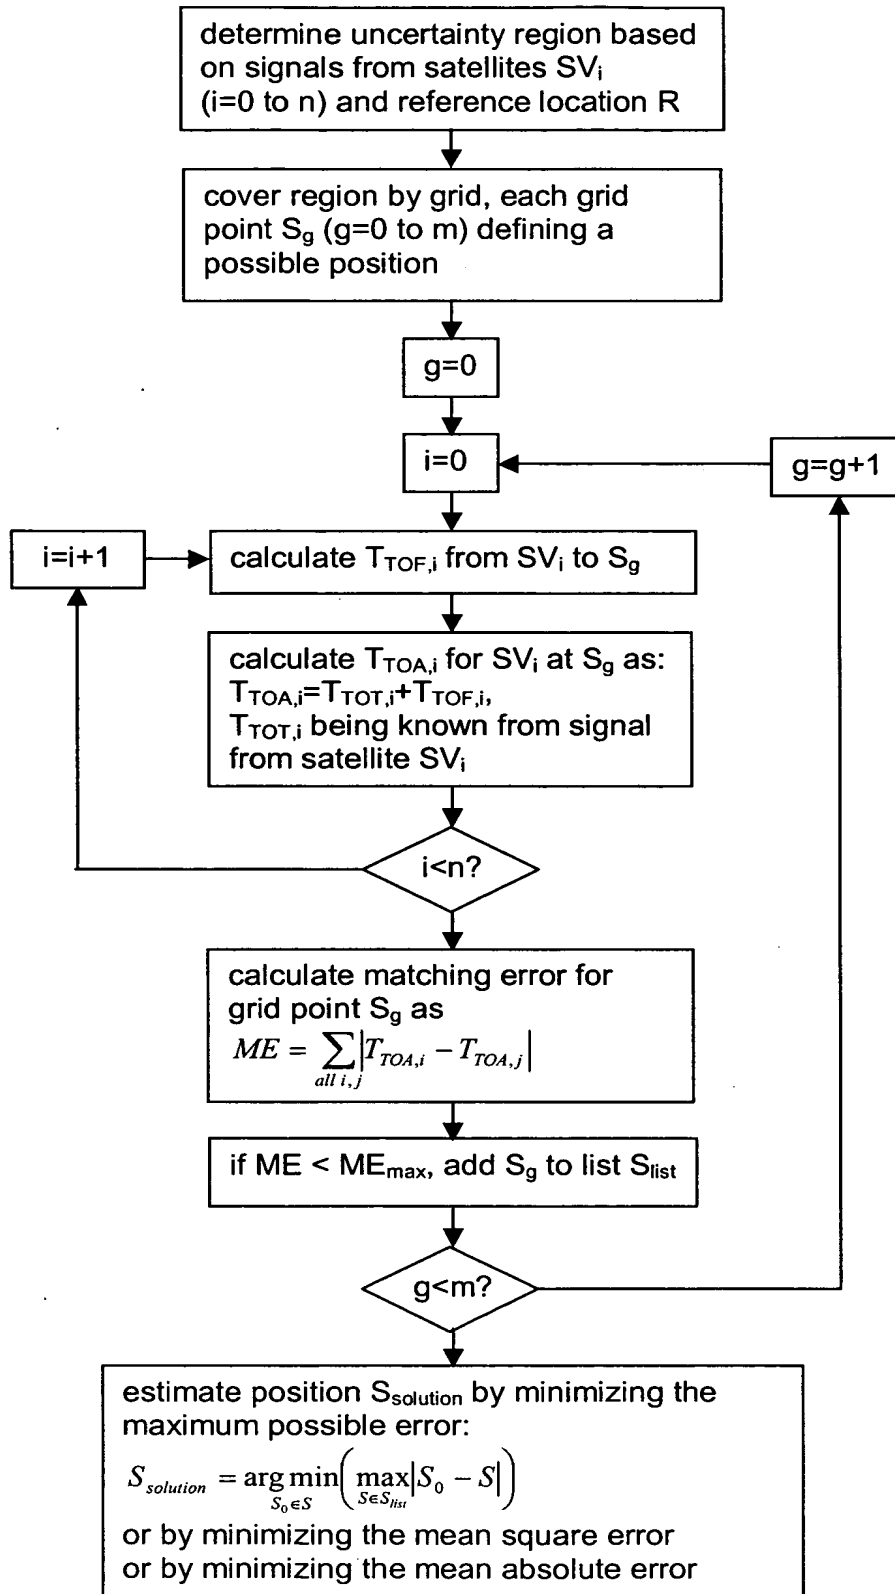 determine uncertainty region based
on signals from satellites SVi
(i=0 to n) and reference location R
cover region by grid, each grid
point Sg (g=0 to m) defining a
possible position
g=0
i=0
g=g+1
i=i+1
calculate TTOF,i from SVi to Sg
calculate TTOA,i for SVi at Sg as:
TTOA,i=TTOT,i+TTOF,i,
TTOT,i being known from signal
from satellite SVi
i<n?
calculate matching error for
grid point Sg as
ME = ∑ all i,j |TTOA,i − TTOA,j|
if ME < MEmax, add Sg to list Slist
g<m?
estimate position Ssolution by minimizing the
maximum possible error:
Ssolution = arg min S0∈S ( max S∈Slist |S0 − S| )
or by minimizing the mean square error
or by minimizing the mean absolute error